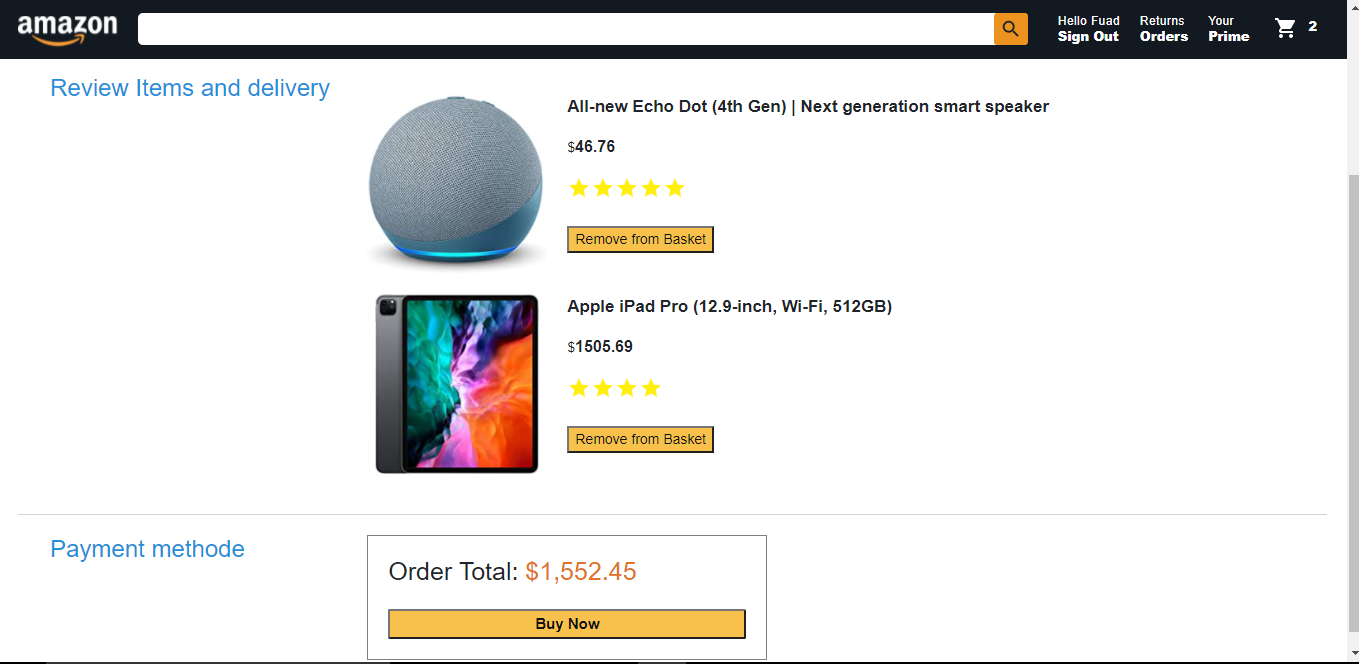 amazon
Hello Fuad
Sign Out
Returns
Orders
Your
Prime
2
Review Items and delivery
All-new Echo Dot (4th Gen) | Next generation smart speaker
$46.76
Remove from Basket
Apple iPad Pro (12.9-inch, Wi-Fi, 512GB)
$1505.69
Remove from Basket
Payment methode
Order Total: $1,552.45
Buy Now